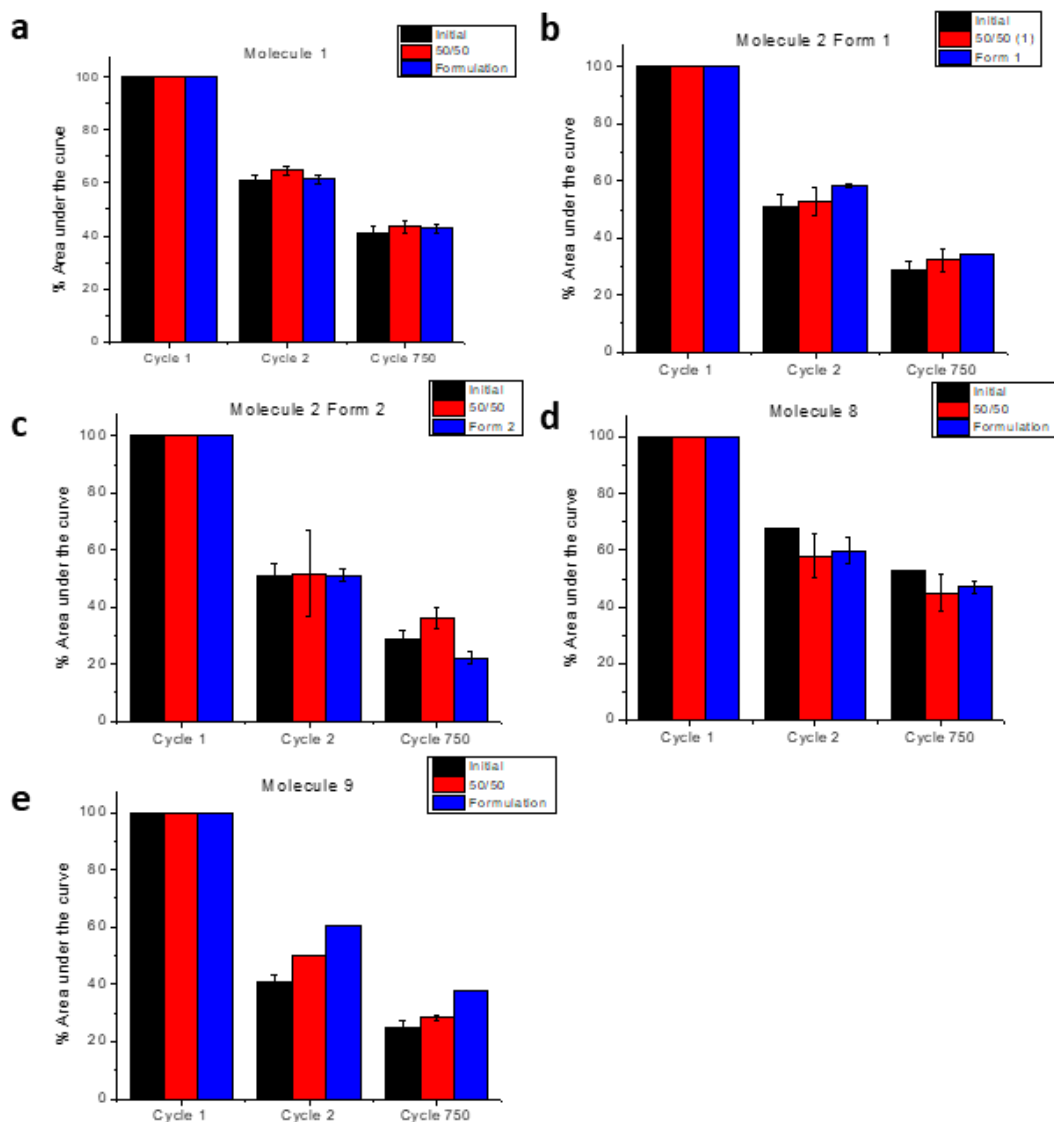 a
Molecule 1
Initial
50/50
Formulation
% Area under the curve
100
80
60
40
20
0
Cycle 1
Cycle 2
Cycle 750
b
Molecule 2 Form 1
Initial
50/50 (1)
Form 1
% Area under the curve
100
80
60
40
20
0
Cycle 1
Cycle 2
Cycle 750
c
Molecule 2 Form 2
Initial
50/50
Form 2
% Area under the curve
100
80
60
40
20
0
Cycle 1
Cycle 2
Cycle 750
d
Molecule 8
Initial
50/50
Formulation
% Area under the curve
100
80
60
40
20
0
Cycle 1
Cycle 2
Cycle 750
e
Molecule 9
Initial
50/50
Formulation
% Area under the curve
100
80
60
40
20
0
Cycle 1
Cycle 2
Cycle 750